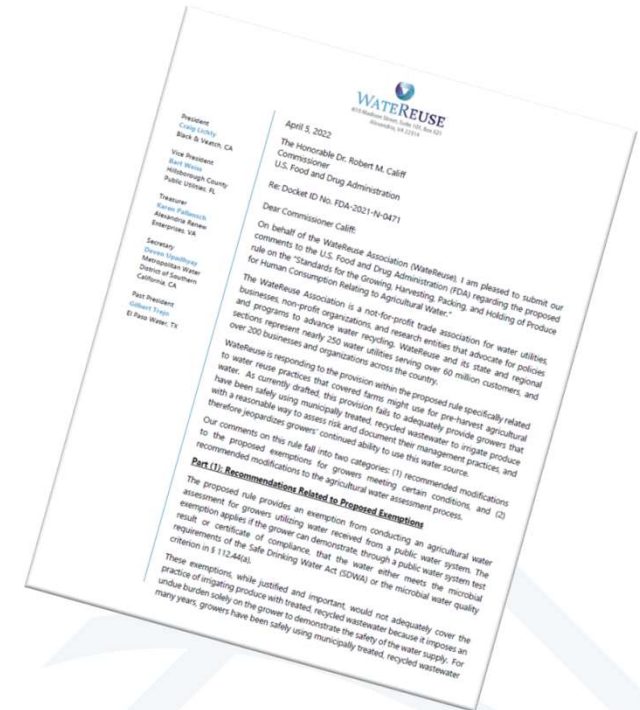 WATEREUSE
Alexandria, VA 22314
President
Craig Lichty
Black & Veatch, CA
Vice President
Bart Weiss
Hillsborough County
Public Utilities, FL
Treasurer
Karen Pallansch
Alexandria Renew
Enterprises, VA
Secretary
Deven Upadhyay
Metropolitan Water
District of Southern
California, CA
Past President
Gilbert Trejo
El Paso Water, TX
April 5, 2022
The Honorable Dr. Robert M. Califf
Commissioner
U.S. Food and Drug Administration
Re: Docket ID No. FDA-2021-N-0471
Dear Commissioner Califf:
On behalf of the WateReuse Association (WateReuse), I am pleased to submit our
comments to the U.S. Food and Drug Administration (FDA) regarding the proposed
rule on the "Standards for the Growing, Harvesting, Packing, and Holding of Produce
for Human Consumption Relating to Agricultural Water."
The WateReuse Association is a not-for-profit trade association for water utilities,
businesses, non-profit organizations, and research entities that advocate for policies
and programs to advance water recycling. WateReuse and its state and regional
sections represent nearly 250 water utilities serving over 60 million customers, and
over 200 businesses and organizations across the country.
WateReuse is responding to the provision within the proposed rule specifically related
to water reuse practices that covered farms might use for pre-harvest agricultural
water. As currently drafted, this provision fails to adequately provide growers that
have been safely using municipally treated, recycled wastewater to irrigate produce
with a reasonable way to assess risk and document their management practices, and
therefore jeopardizes growers' continued ability to use this water source.
Our comments on this rule fall into two categories: (1) recommended modifications
to the proposed exemptions for growers meeting certain conditions, and (2)
recommended modifications to the agricultural water assessment process.
Part (1): Recommendations Related to Proposed Exemptions
The proposed rule provides an exemption from conducting an agricultural water
assessment for growers utilizing water received from a public water system. The
exemption applies if the grower can demonstrate, through a public water system test
result or certificate of compliance, that the water either meets the microbial
requirements of the Safe Drinking Water Act (SDWA) or the microbial water quality
criterion in § 112.44(a).
These exemptions, while justified and important, would not adequately cover the
practice of irrigating produce with treated, recycled wastewater because it imposes an
undue burden solely on the grower to demonstrate the safety of the water supply. For
many years, growers have been safely using municipally treated, recycled wastewater